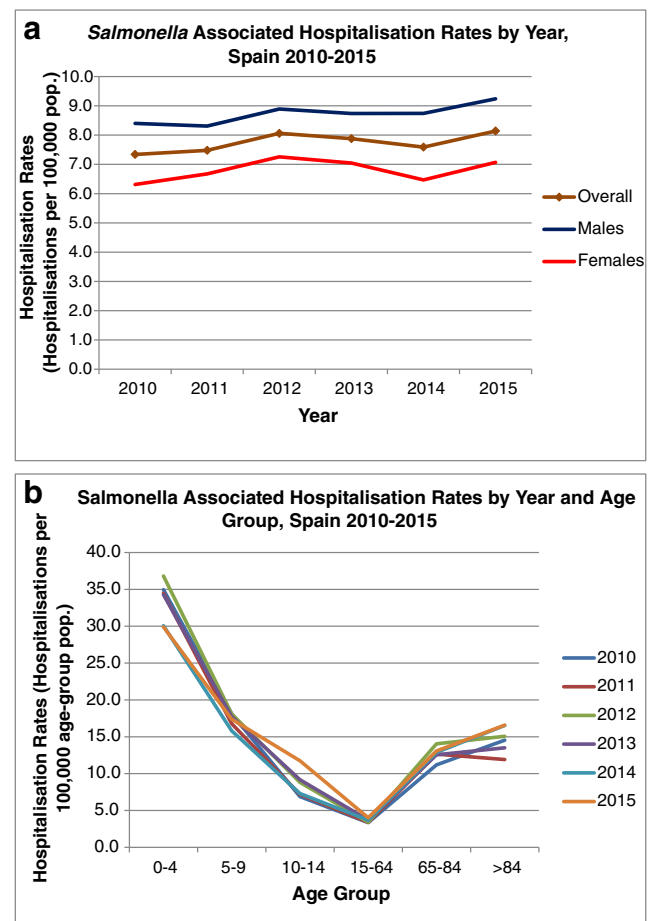 a
Salmonella Associated Hospitalisation Rates by Year,
Spain 2010-2015
Hospitalisation Rates
(Hospitalisations per 100,000 pop.)
10.0
9.0
8.0
7.0
6.0
5.0
4.0
3.0
2.0
1.0
0.0
2010 2011 2012 2013 2014 2015
Year
Overall
Males
Females
b
Salmonella Associated Hospitalisation Rates by Year and Age
Group, Spain 2010-2015
Hospitalisation Rates (Hospitalisations per
100,000 age-group pop.)
40.0
35.0
30.0
25.0
20.0
15.0
10.0
5.0
0.0
0-4 5-9 10-14 15-64 65-84 >84
Age Group
2010
2011
2012
2013
2014
2015